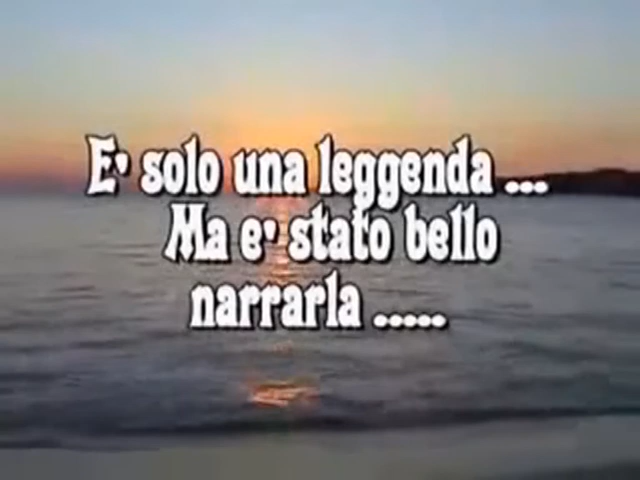 E' solo una leggenda ...
Ma e' stato bello
narrarla .....